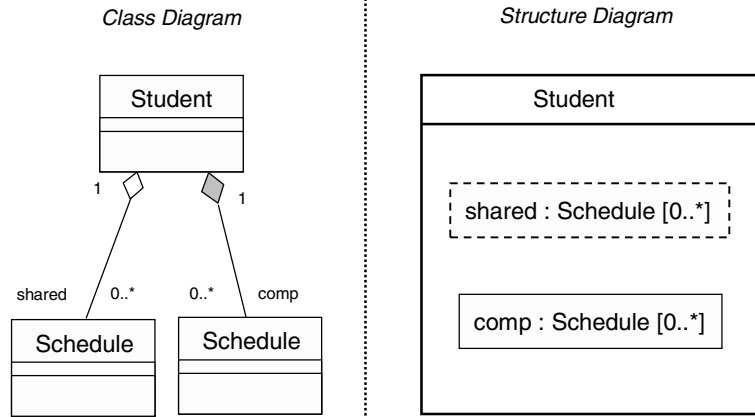 Class Diagram
Structure Diagram
Student
1
1
shared
0..*
0..*
comp
Schedule
Schedule
Student
shared : Schedule [0..*]
comp : Schedule [0..*]